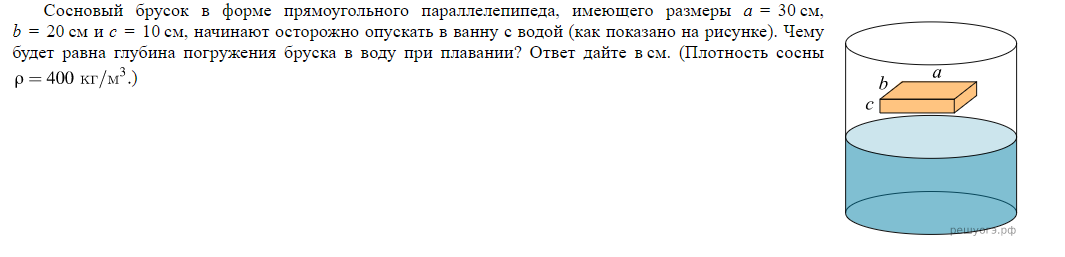 Сосновый брусок в форме прямоугольного параллелепипеда, имеющего размеры a = 30 см,
b = 20 см и c = 10 см, начинают осторожно опускать в ванну с водой (как показано на рисунке). Чему
будет равна глубина погружения бруска в воду при плавании? Ответ дайте в см. (Плотность сосны
ρ = 400 кг/м³.)
a
b
c
решуогэ.рф